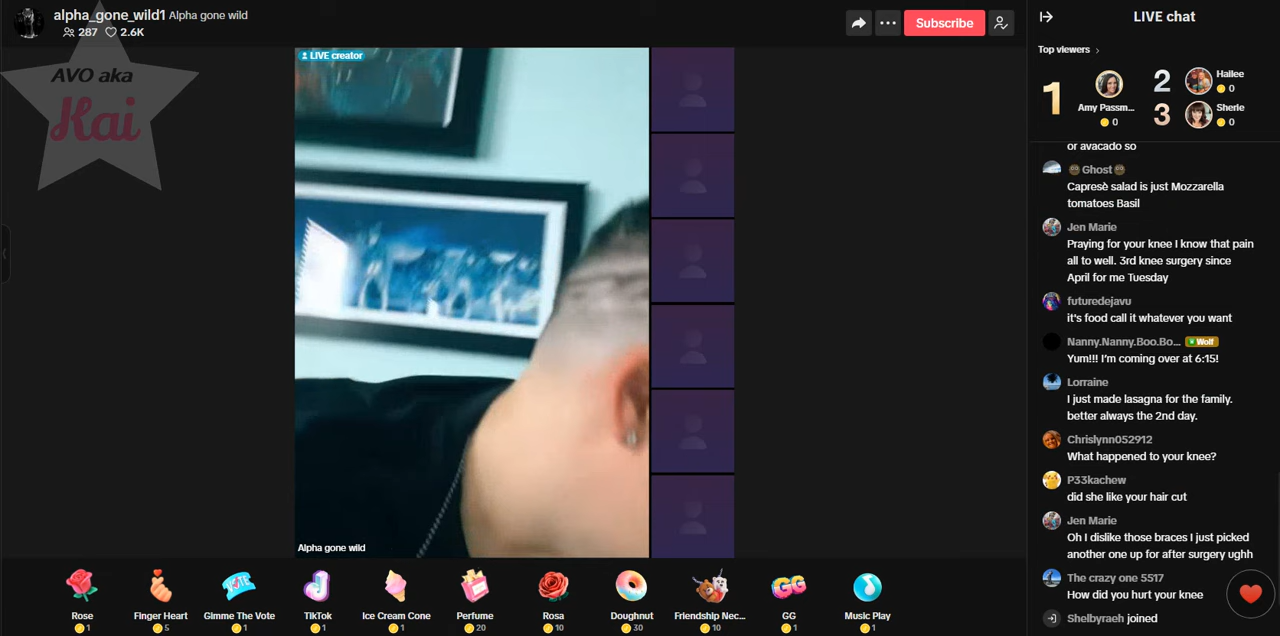 alpha_gone_wild1 Alpha gone wild
287 2.6K
Subscribe
AVO aka
Kai
LIVE creator
Alpha gone wild
Rose
1
Finger Heart
5
Gimme The Vote
1
TikTok
1
Ice Cream Cone
1
Perfume
20
Rosa
10
Doughnut
30
Friendship Nec...
10
GG
1
Music Play
1
LIVE chat
Top viewers
1
Amy Passm...
0
2
Hailee
0
3
Sherie
0
or avacado so
Ghost
Capresè salad is just Mozzarella
tomatoes Basil
Jen Marie
Praying for your knee I know that pain
all to well. 3rd knee surgery since
April for me Tuesday
futuredejavu
it's food call it whatever you want
Nanny.Nanny.Boo.Bo... Wolf
Yum!!! I'm coming over at 6:15!
Lorraine
I just made lasagna for the family.
better always the 2nd day.
Chrislynn052912
What happened to your knee?
P33kachew
did she like your hair cut
Jen Marie
Oh I dislike those braces I just picked
another one up for after surgery ughh
The crazy one 5517
How did you hurt your knee
Shelbyraeh joined